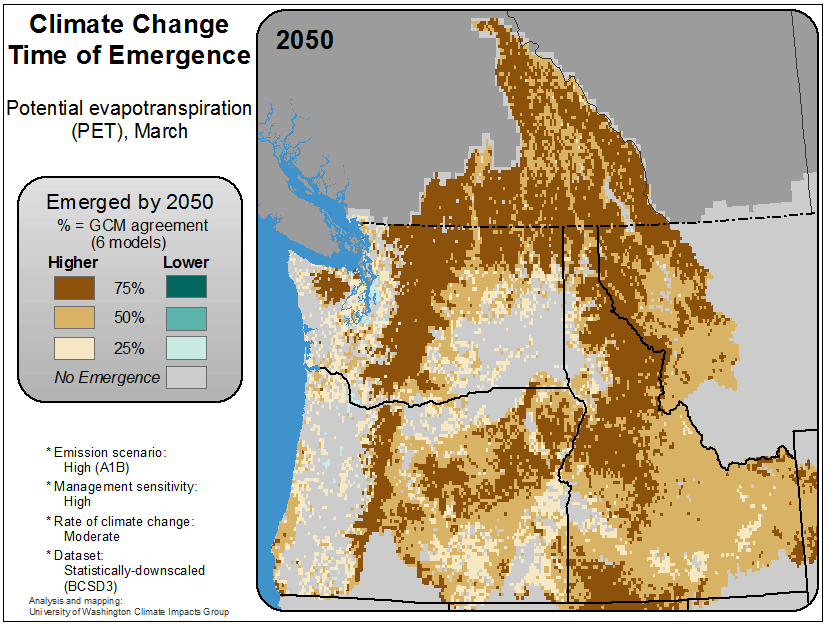 Climate Change
Time of Emergence
Potential evapotranspiration
(PET), March
Emerged by 2050
% = GCM agreement
(6 models)
Higher Lower
75%
50%
25%
No Emergence
* Emission scenario:
High (A1B)
* Management sensitivity:
High
* Rate of climate change:
Moderate
* Dataset:
Statistically-downscaled
(BCSD3)
Analysis and mapping:
University of Washington Climate Impacts Group
2050